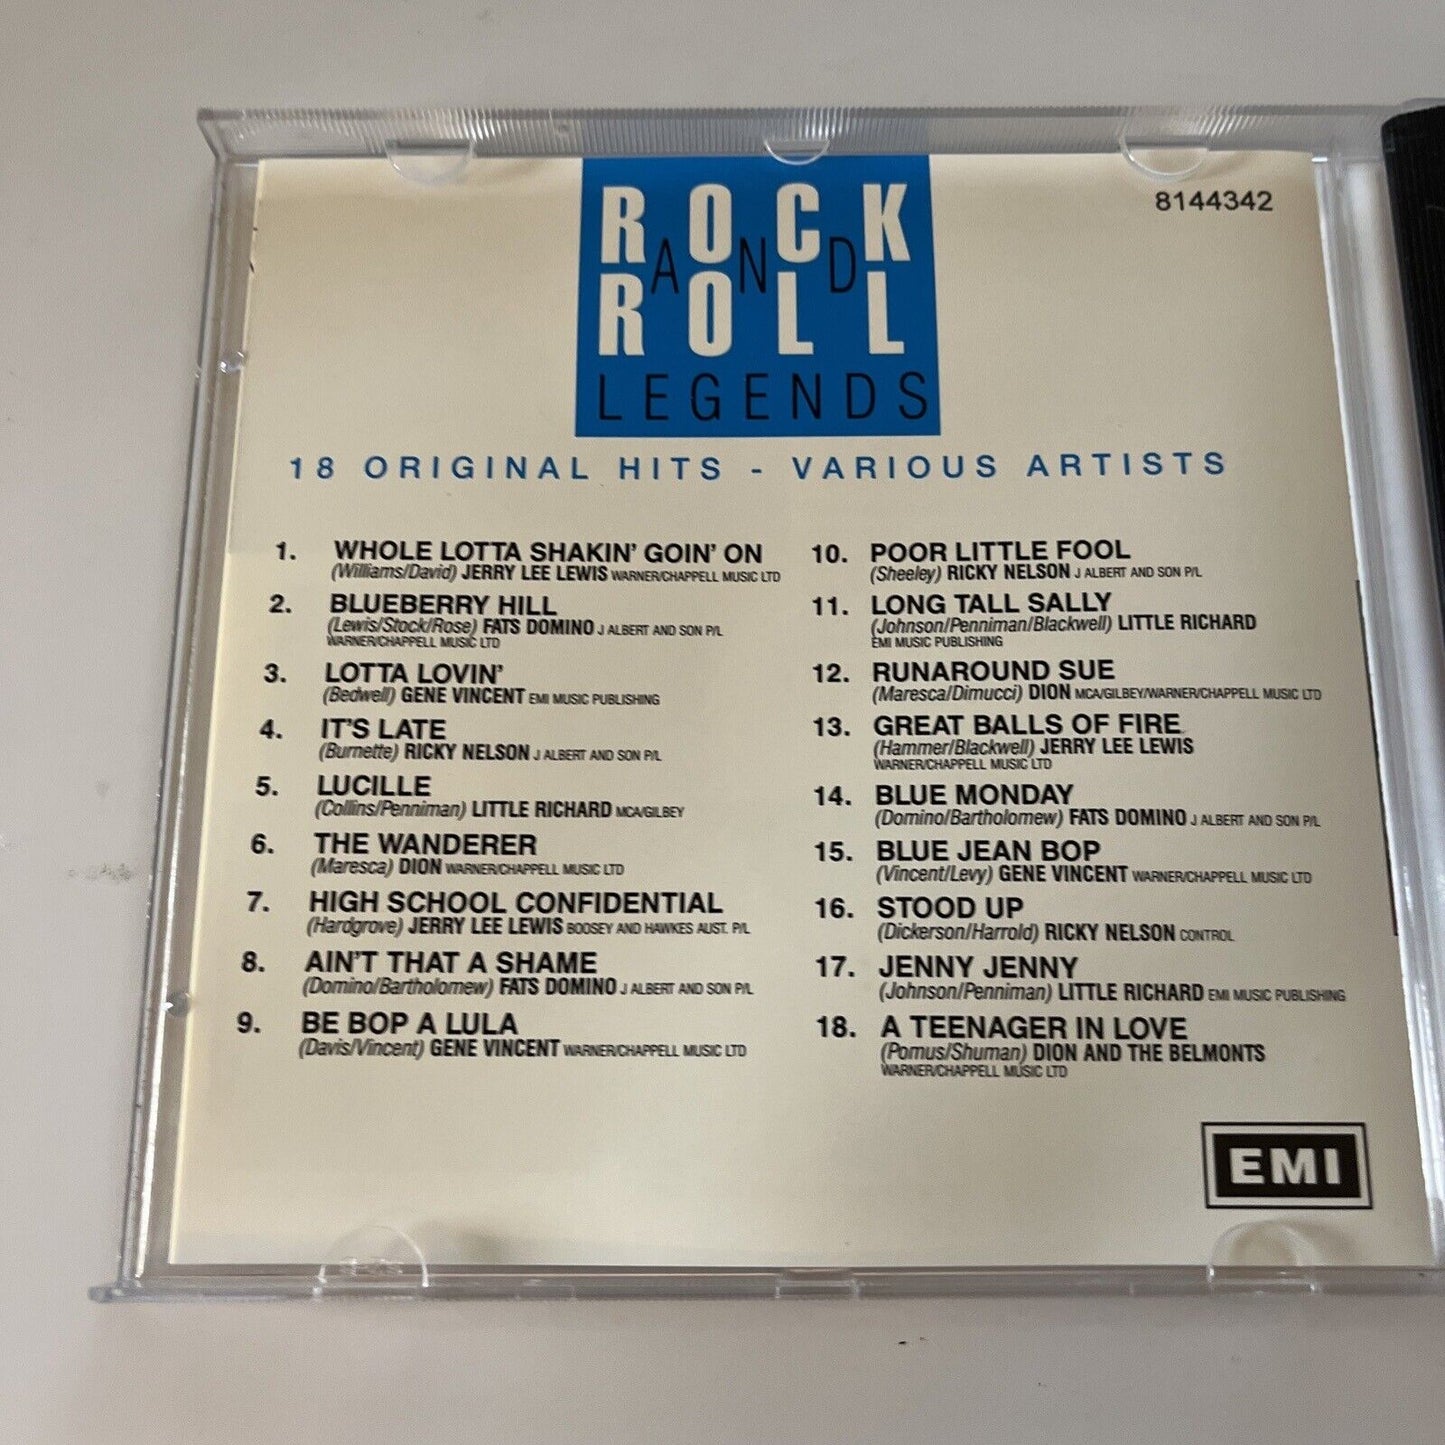 8144342
ROCK
AND
ROLL
LEGENDS
18 ORIGINAL HITS - VARIOUS ARTISTS
1. WHOLE LOTTA SHAKIN' GOIN' ON
(Williams/David) JERRY LEE LEWIS WARNER/CHAPPELL MUSIC LTD
2. BLUEBERRY HILL
(Lewis/Stock/Rose) FATS DOMINO J ALBERT AND SON P/L
WARNER/CHAPPELL MUSIC LTD
3. LOTTA LOVIN'
(Bedwell) GENE VINCENT EMI MUSIC PUBLISHING
4. IT'S LATE
(Burnette) RICKY NELSON J ALBERT AND SON P/L
5. LUCILLE
(Collins/Penniman) LITTLE RICHARD MCA/GILBEY
6. THE WANDERER
(Maresca) DION WARNER/CHAPPELL MUSIC LTD
7. HIGH SCHOOL CONFIDENTIAL
(Hardgrove) JERRY LEE LEWIS BOOSEY AND HAWKES AUST. P/L
8. AIN'T THAT A SHAME
(Domino/Bartholomew) FATS DOMINO J ALBERT AND SON P/L
9. BE BOP A LULA
(Davis/Vincent) GENE VINCENT WARNER/CHAPPELL MUSIC LTD
10. POOR LITTLE FOOL
(Sheeley) RICKY NELSON J ALBERT AND SON P/L
11. LONG TALL SALLY
(Johnson/Penniman/Blackwell) LITTLE RICHARD
EMI MUSIC PUBLISHING
12. RUNAROUND SUE
(Maresca/Dimucci) DION MCA/GILBEY/WARNER/CHAPPELL MUSIC LTD
13. GREAT BALLS OF FIRE
(Hammer/Blackwell) JERRY LEE LEWIS
WARNER/CHAPPELL MUSIC LTD
14. BLUE MONDAY
(Domino/Bartholomew) FATS DOMINO J ALBERT AND SON P/L
15. BLUE JEAN BOP
(Vincent/Levy) GENE VINCENT WARNER/CHAPPELL MUSIC LTD
16. STOOD UP
(Dickerson/Harrold) RICKY NELSON CONTROL
17. JENNY JENNY
(Johnson/Penniman) LITTLE RICHARD EMI MUSIC PUBLISHING
18. A TEENAGER IN LOVE
(Pomus/Shuman) DION AND THE BELMONTS
WARNER/CHAPPELL MUSIC LTD
EMI